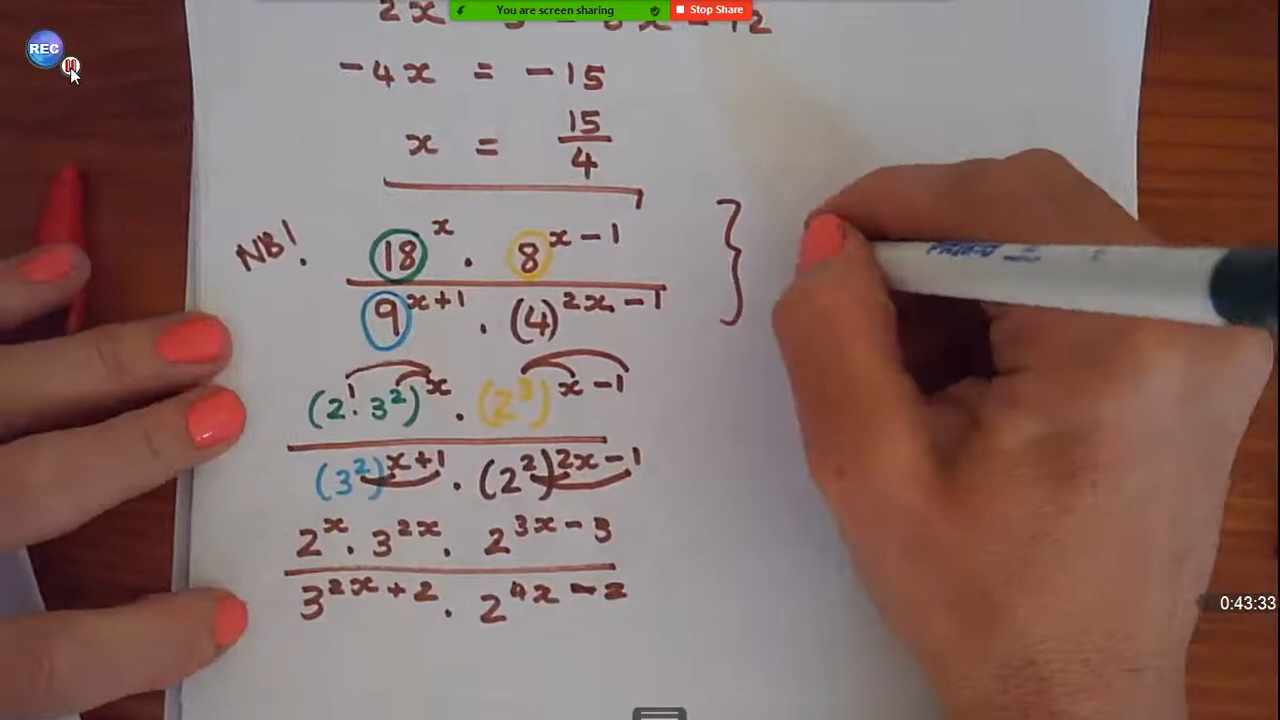 You are screen sharing Stop Share
REC
-4x = -15
x = 15/4
NB!
18^x . 8^(x-1)
9^(x+1) . (4)^(2x-1)
(2^1 . 3^2)^x . (2^3)^(x-1)
(3^2)^(x+1) . (2^2)^(2x-1)
2^x . 3^(2x) . 2^(3x-3)
3^(2x+2) . 2^(4x-2)
0:43:33